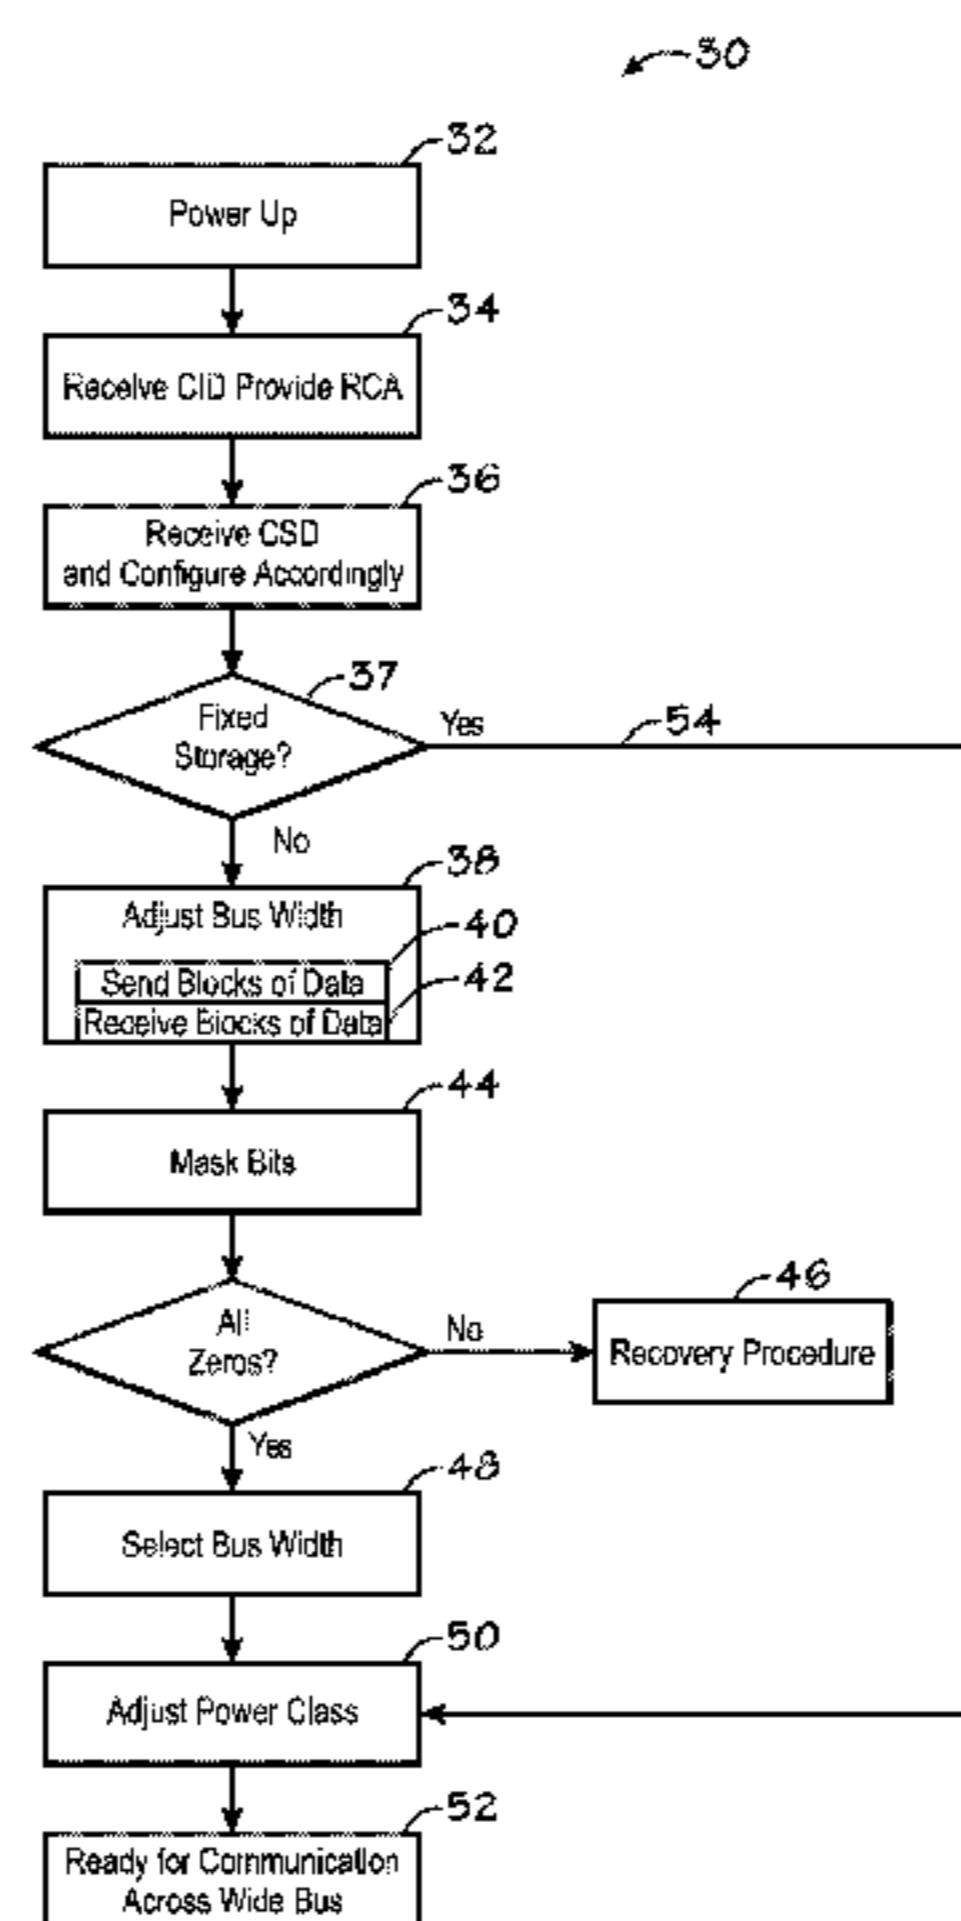 30
32
Power Up
34
Receive CID Provide RCA
36
Receive CSD
and Configure Accordingly
37
Fixed
Storage?
Yes
54
No
38
Adjust Bus Width
40
Send Blocks of Data
42
Receive Blocks of Data
44
Mask Bits
All
Zeros?
No
46
Recovery Procedure
Yes
48
Select Bus Width
50
Adjust Power Class
52
Ready for Communication
Across Wide Bus